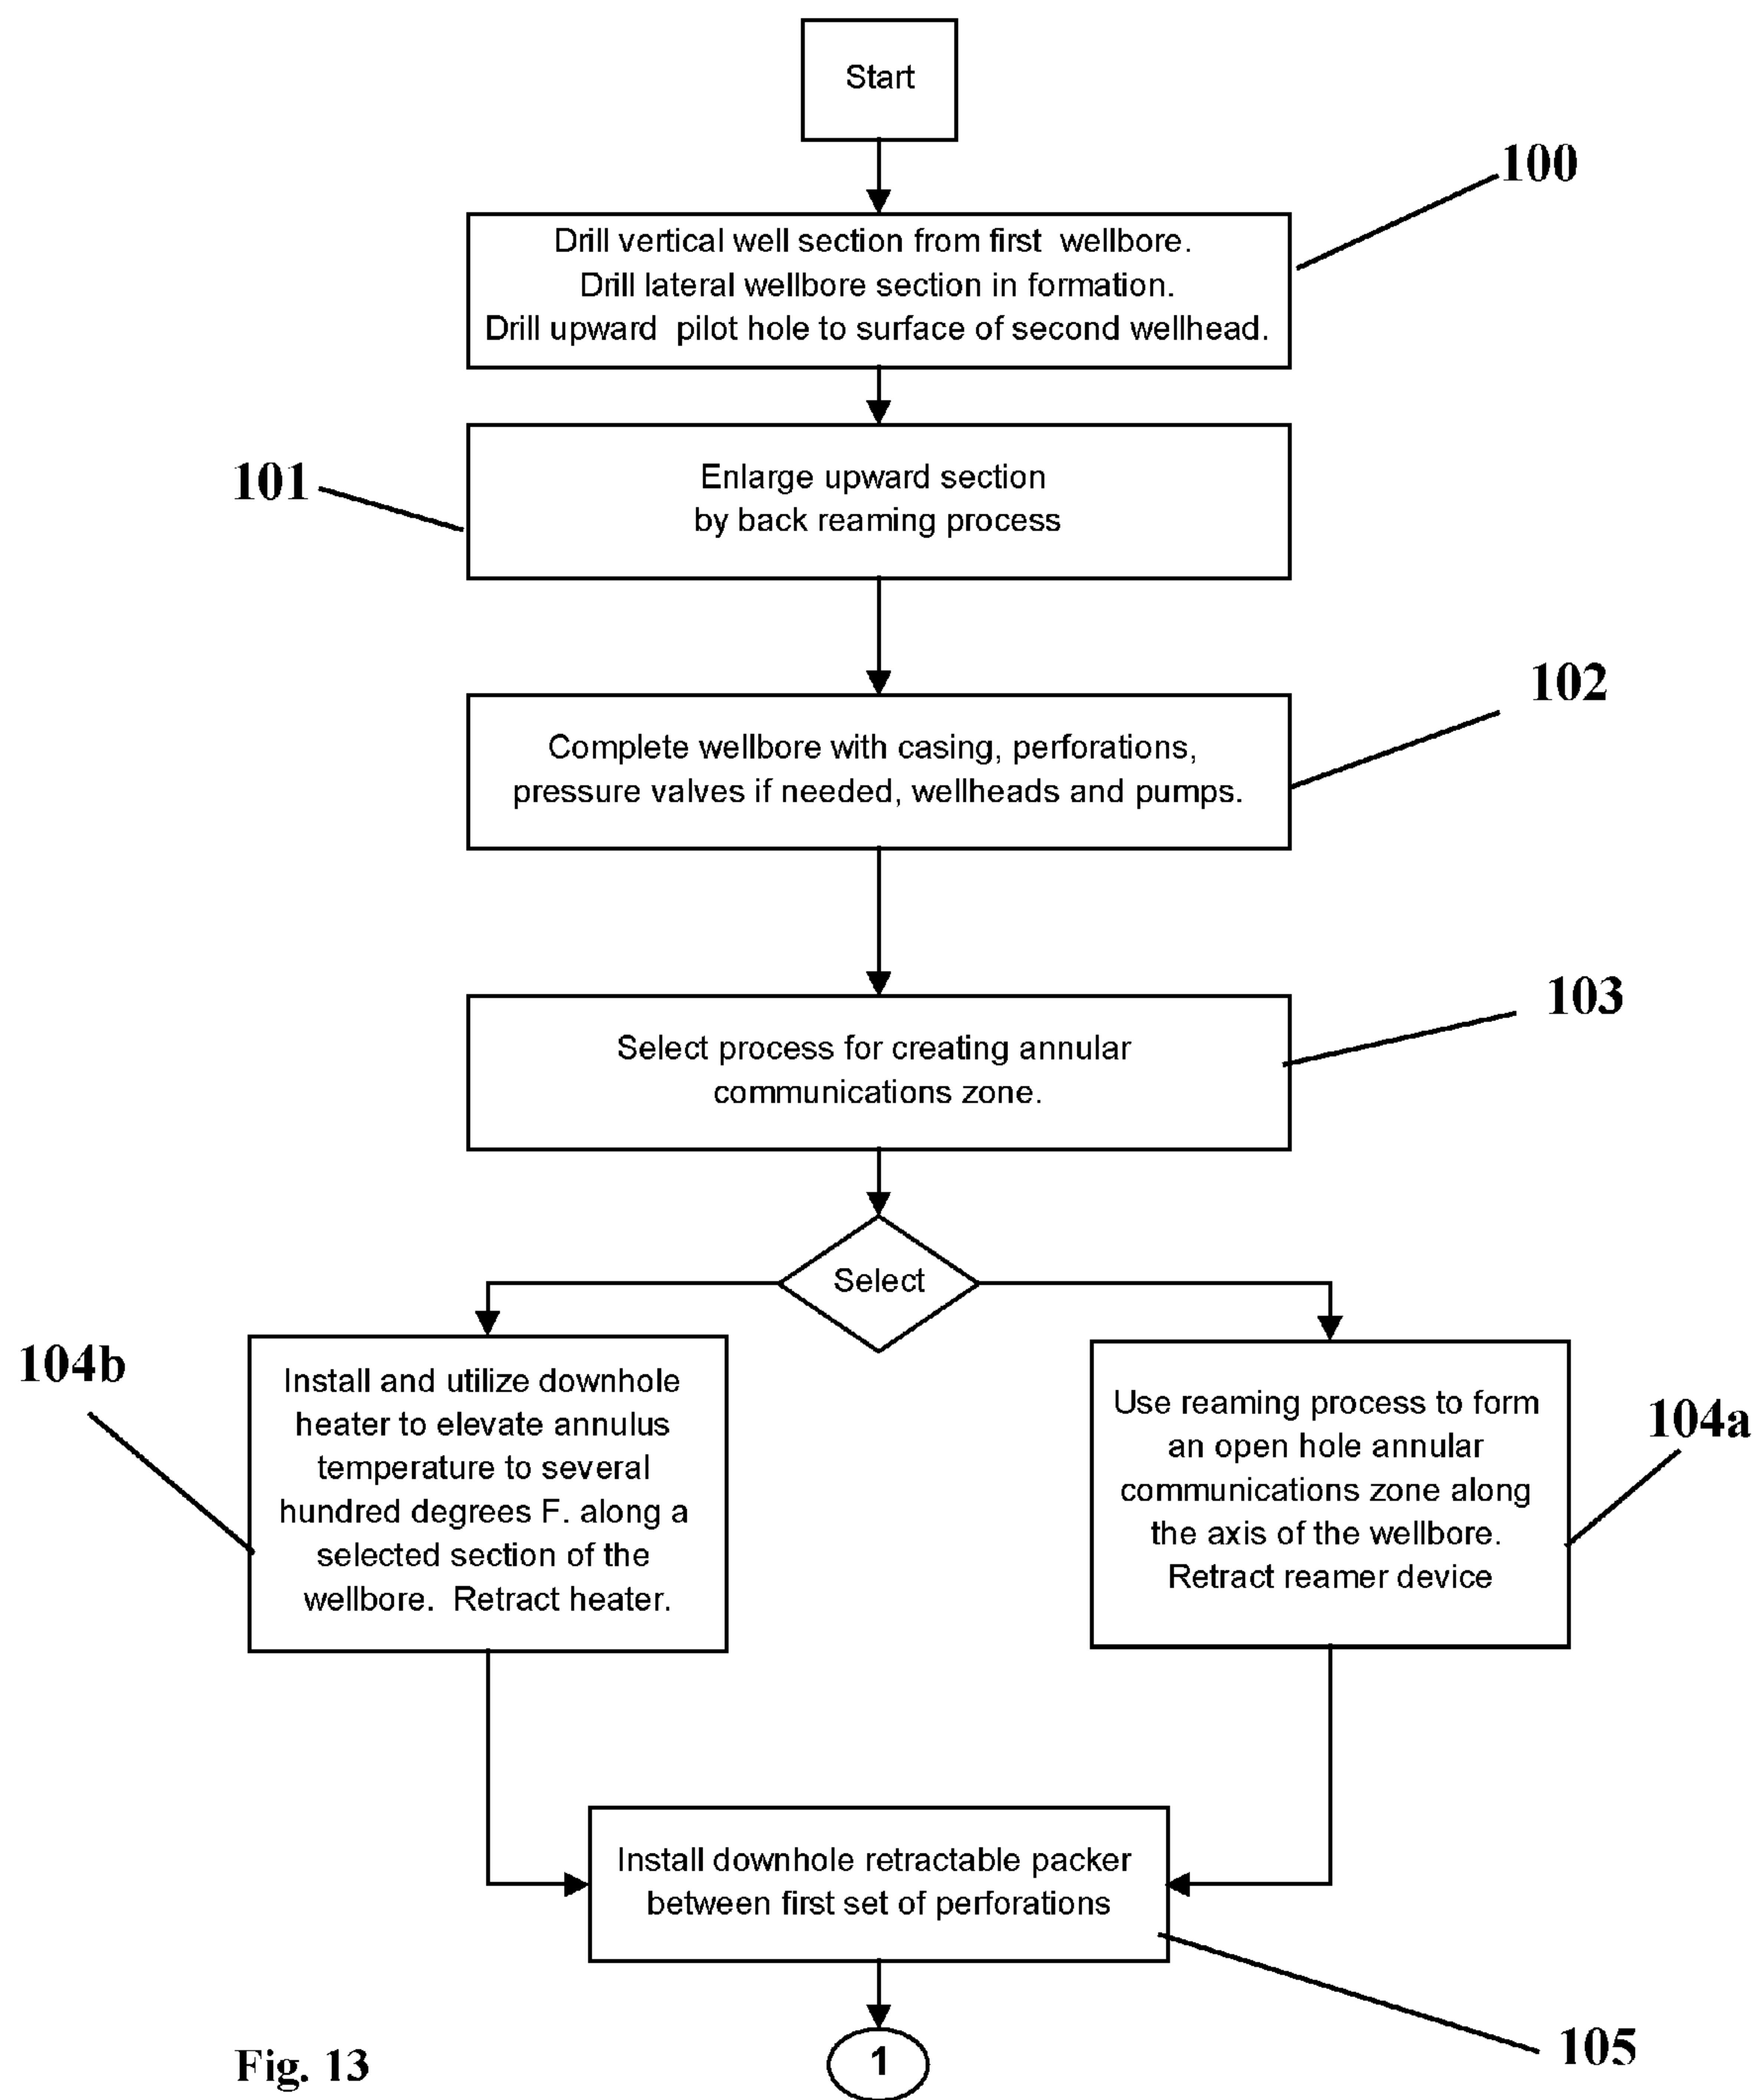 Start
100
Drill vertical well section from first wellbore.
Drill lateral wellbore section in formation.
Drill upward pilot hole to surface of second wellhead.
101
Enlarge upward section
by back reaming process
102
Complete wellbore with casing, perforations,
pressure valves if needed, wellheads and pumps.
103
Select process for creating annular
communications zone.
Select
104b
Install and utilize downhole
heater to elevate annulus
temperature to several
hundred degrees F. along a
selected section of the
wellbore. Retract heater.
Use reaming process to form
an open hole annular
communications zone along
the axis of the wellbore.
Retract reamer device
104a
Install downhole retractable packer
between first set of perforations
105
1
Fig. 13